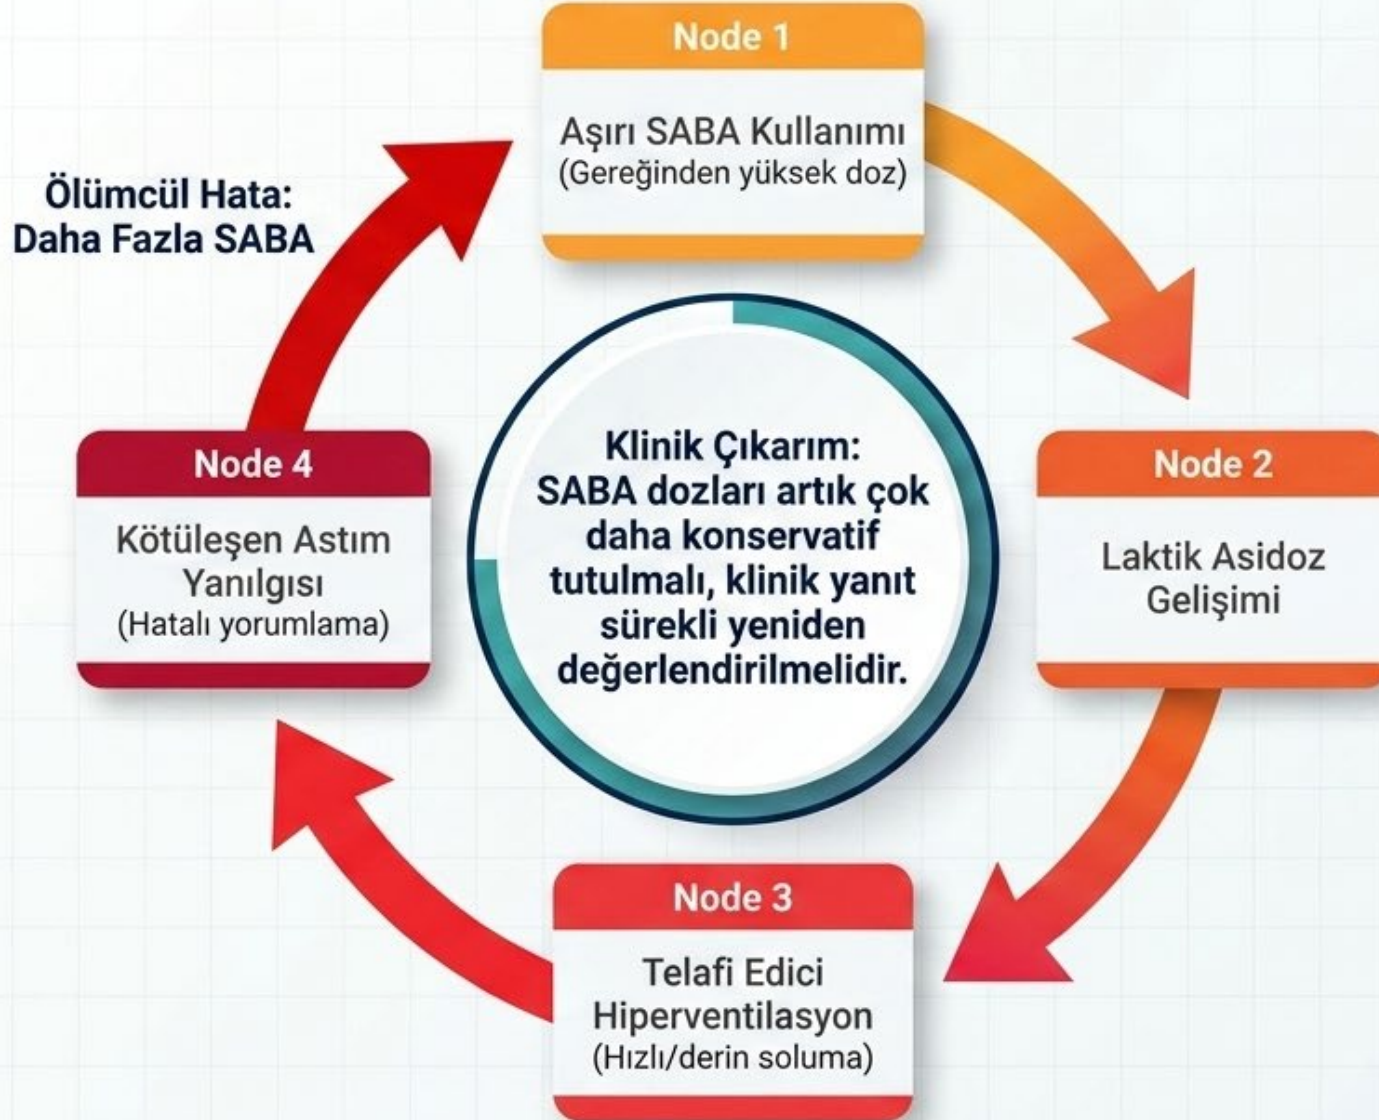 Node 1
Aşırı SABA Kullanımı
(Gereğinden yüksek doz)
Ölümcül Hata:
Daha Fazla SABA
Node 4
Kötüleşen Astım
Yanılgısı
(Hatalı yorumlama)
Klinik Çıkarım:
SABA dozları artık çok
daha konservatif
tutulmalı, klinik yanıt
sürekli yeniden
değerlendirilmelidir.
Node 2
Laktik Asidoz
Gelişimi
Node 3
Telafi Edici
Hiperventilasyon
(Hızlı/derin soluma)